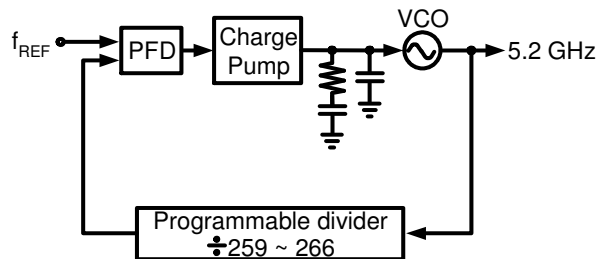 VCO
f_REF
PFD
Charge
Pump
5.2 GHz
Programmable divider
÷259 ~ 266